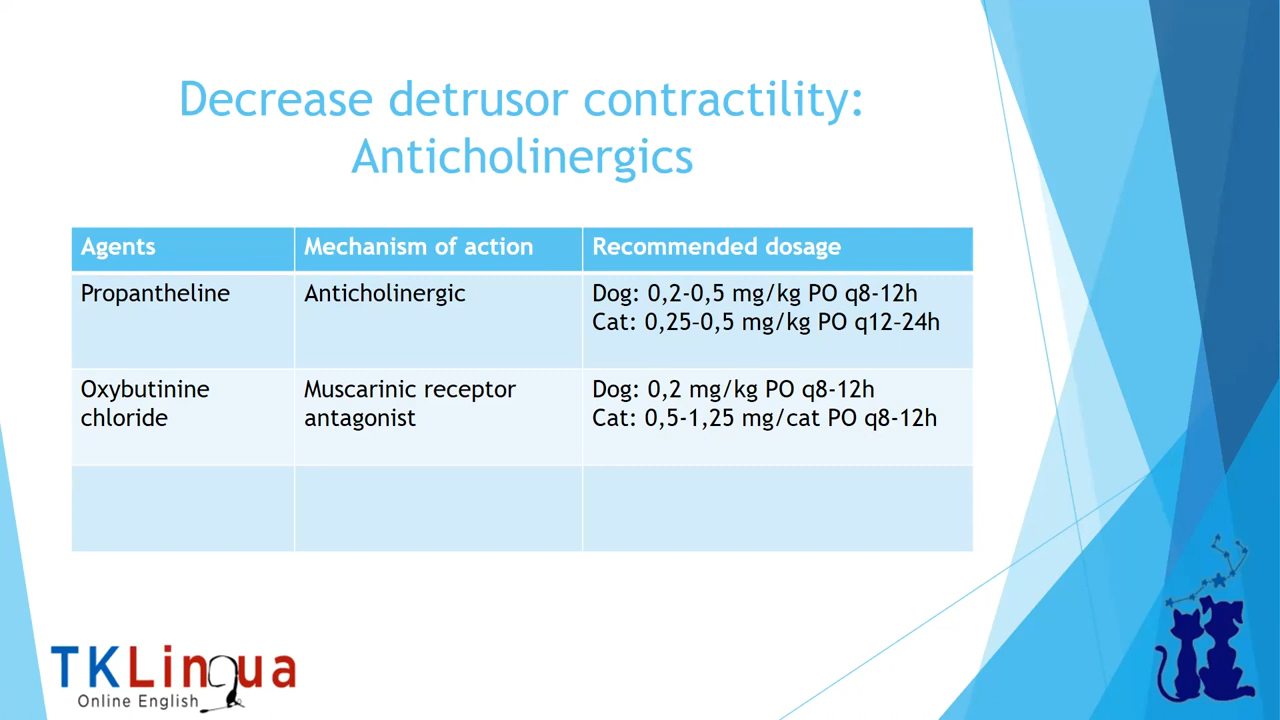 Decrease detrusor contractility:
Anticholinergics
Agents Mechanism of action Recommended dosage
Propantheline Anticholinergic Dog: 0,2-0,5 mg/kg PO q8-12h
Cat: 0,25–0,5 mg/kg PO q12–24h
Oxybutinine Muscarinic receptor Dog: 0,2 mg/kg PO q8-12h
chloride antagonist Cat: 0,5-1,25 mg/cat PO q8-12h
TKLingua
Online English